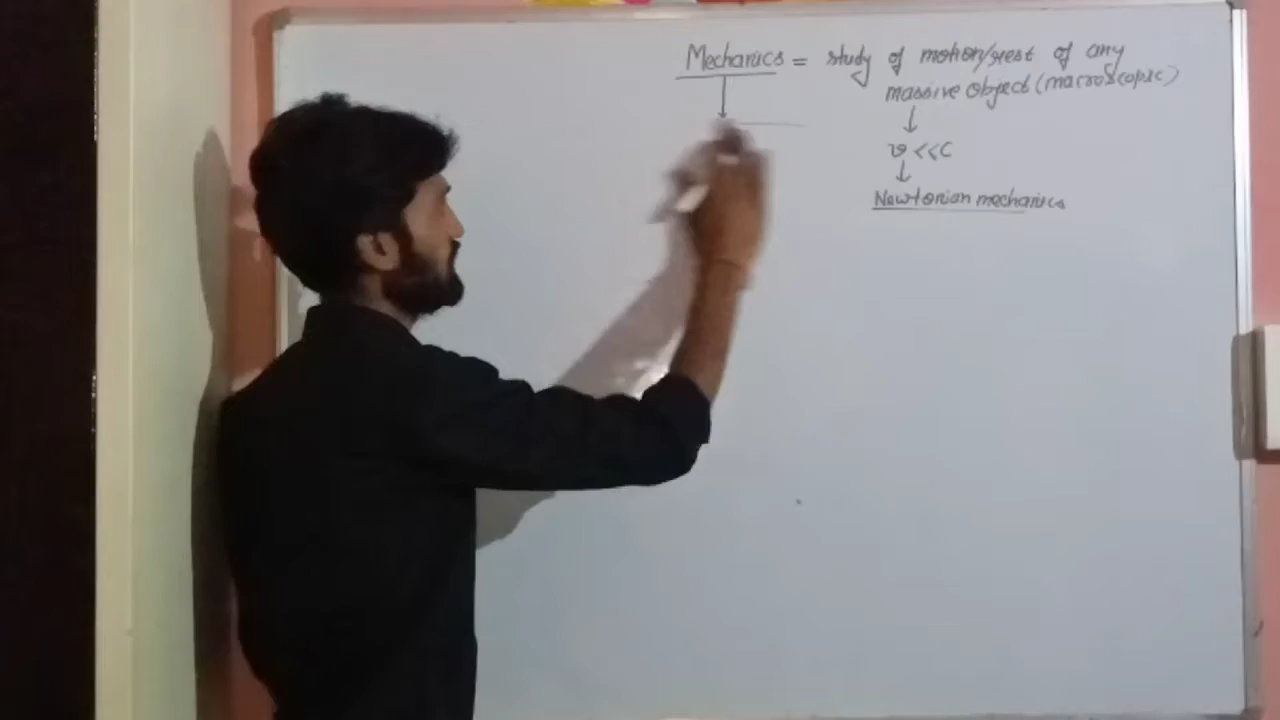 Mechanics = study of motion/rest of any
massive object (macroscopic)
v <<C
Newtonian mechanics